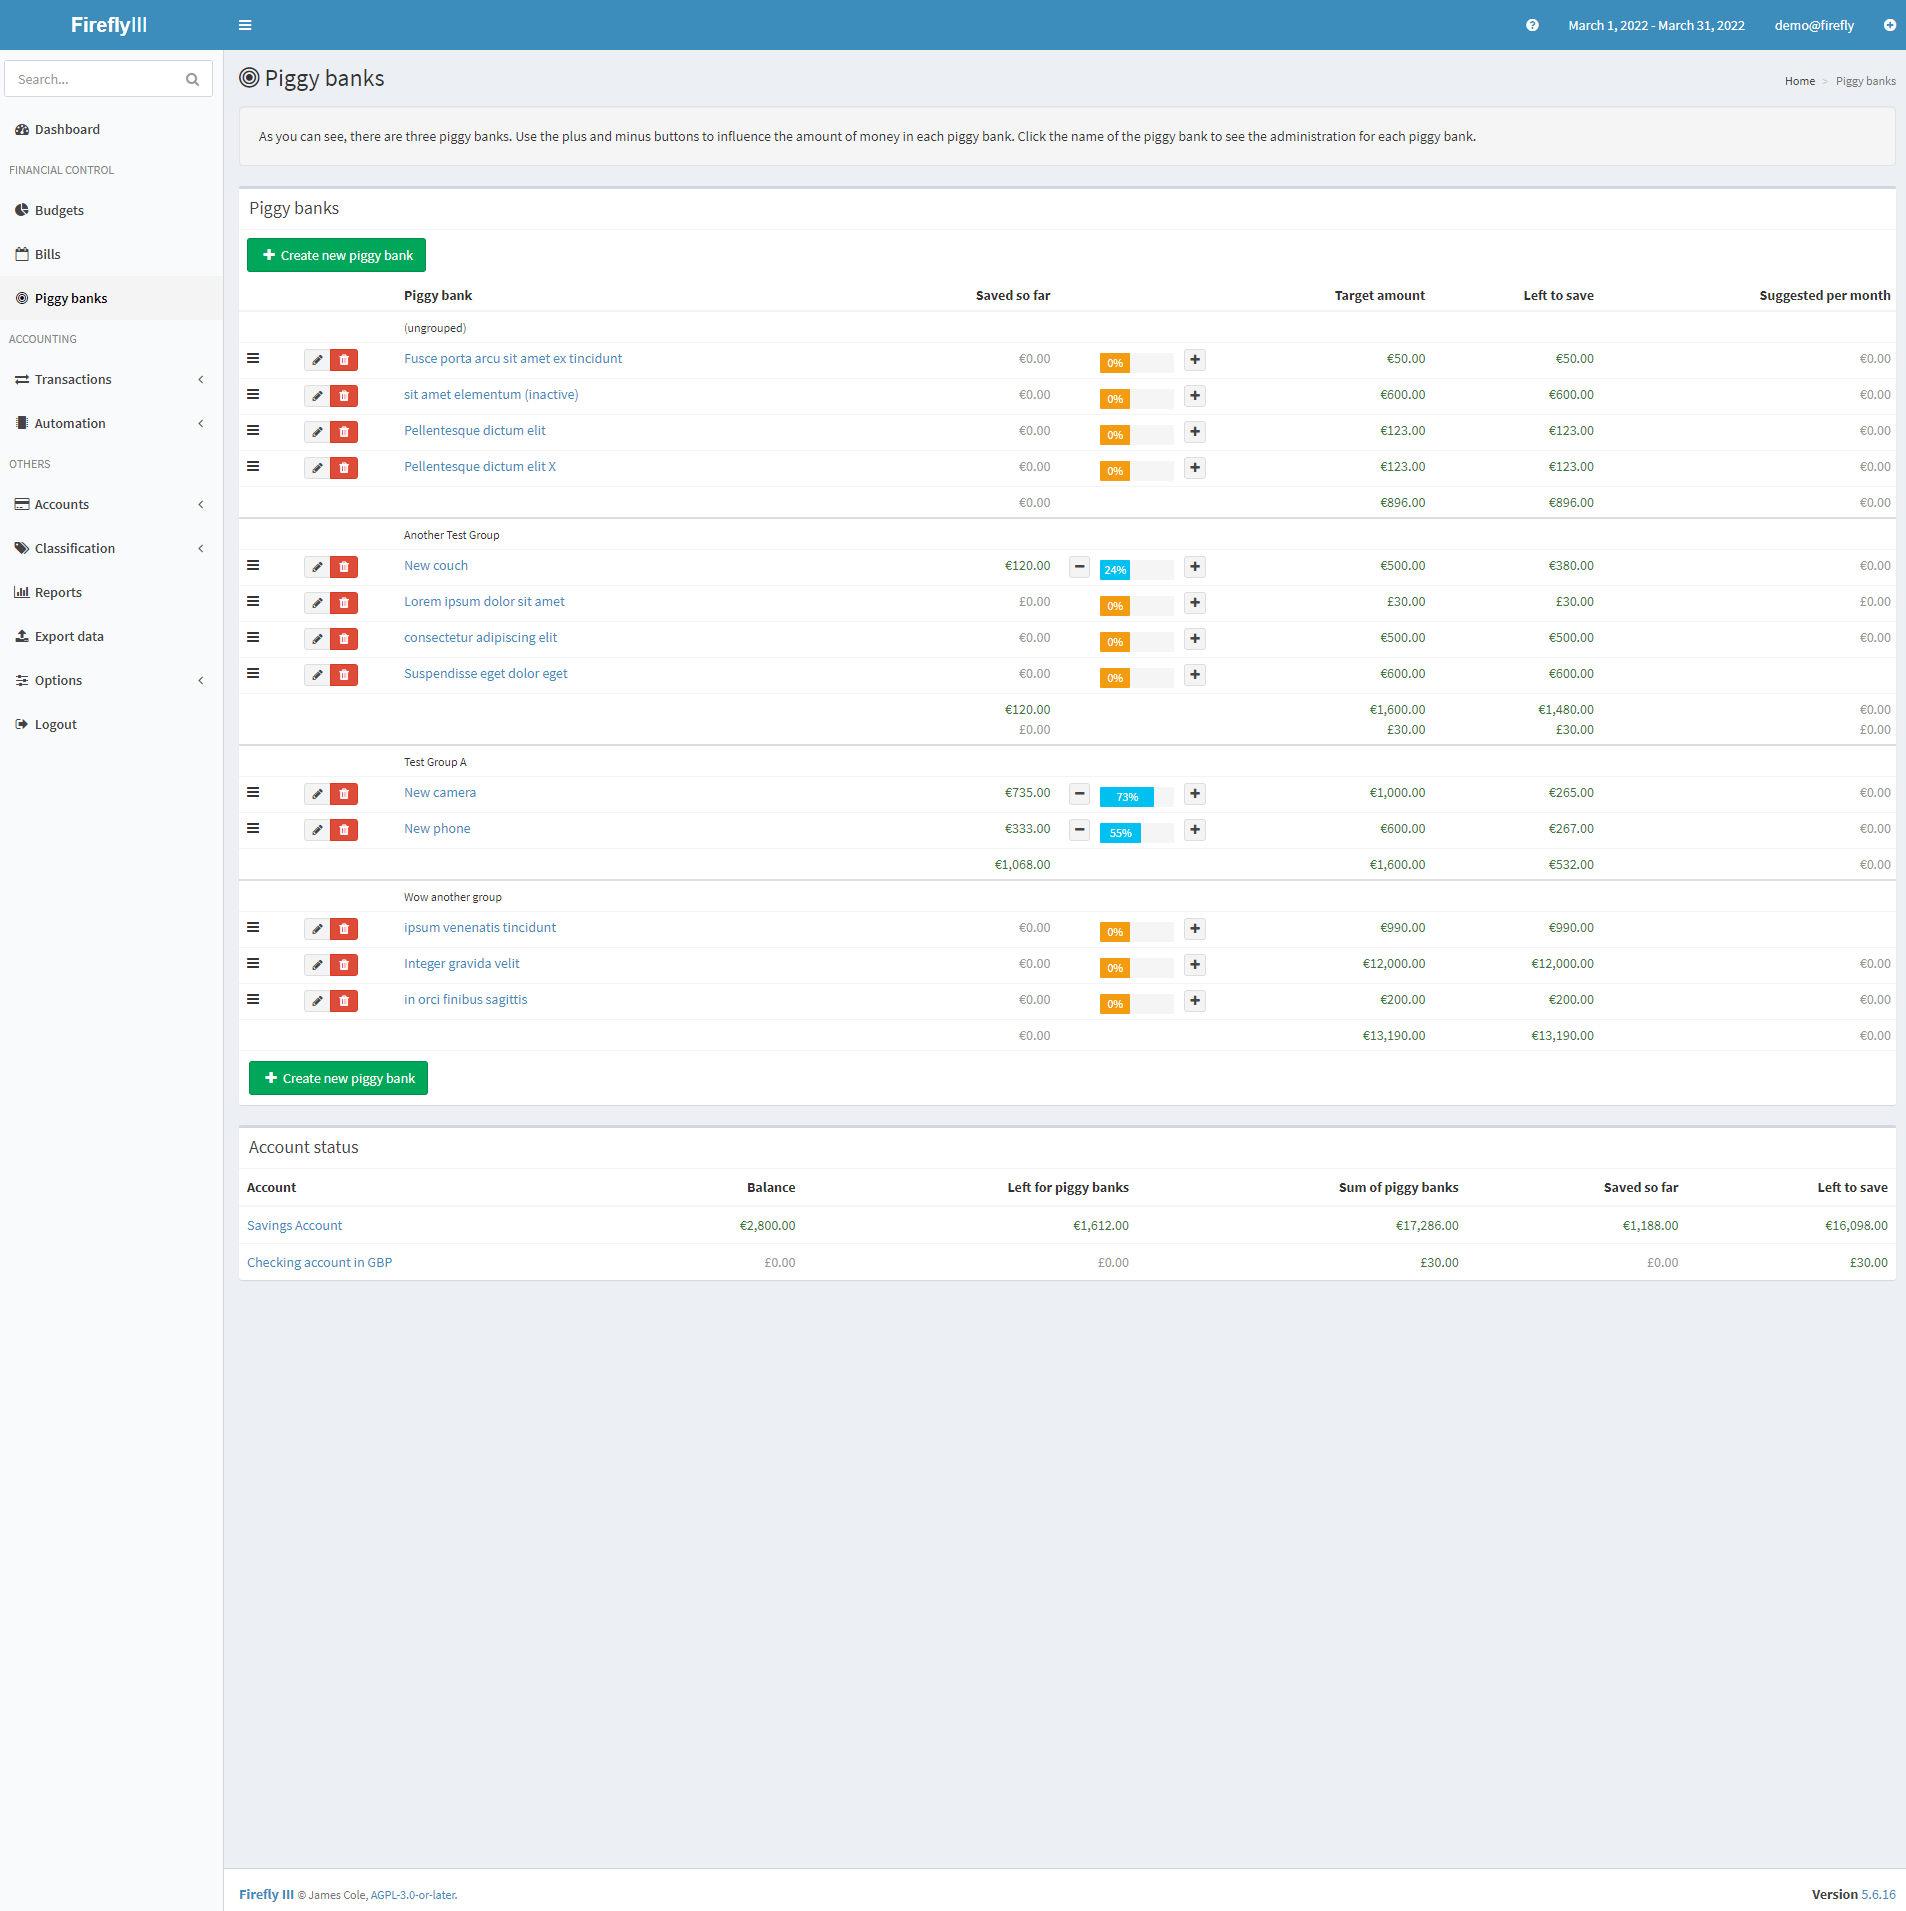 FireflyIII
March 1, 2022 - March 31, 2022 demo@firefly
Search...
Dashboard
FINANCIAL CONTROL
Budgets
Bills
Piggy banks
ACCOUNTING
Transactions
Automation
OTHERS
Accounts
Classification
Reports
Export data
Options
Logout
Piggy banks
Home > Piggy banks
As you can see, there are three piggy banks. Use the plus and minus buttons to influence the amount of money in each piggy bank. Click the name of the piggy bank to see the administration for each piggy bank.
Piggy banks
Create new piggy bank
Piggy bank Saved so far Target amount Left to save Suggested per month
(ungrouped)
Fusce porta arcu sit amet ex tincidunt €0.00 0% €50.00 €50.00 €0.00
sit amet elementum (inactive) €0.00 0% €600.00 €600.00 €0.00
Pellentesque dictum elit €0.00 0% €123.00 €123.00 €0.00
Pellentesque dictum elit X €0.00 0% €123.00 €123.00 €0.00
€0.00 €896.00 €896.00 €0.00
Another Test Group
New couch €120.00 24% €500.00 €380.00 €0.00
Lorem ipsum dolor sit amet £0.00 0% £30.00 £30.00 £0.00
consectetur adipiscing elit €0.00 0% €500.00 €500.00 €0.00
Suspendisse eget dolor eget €0.00 0% €600.00 €600.00
€120.00 €1,600.00 €1,480.00 €0.00
£0.00 £30.00 £30.00 £0.00
Test Group A
New camera €735.00 73% €1,000.00 €265.00 €0.00
New phone €333.00 55% €600.00 €267.00 €0.00
€1,068.00 €1,600.00 €532.00 €0.00
Wow another group
ipsum venenatis tincidunt €0.00 0% €990.00 €990.00
Integer gravida velit €0.00 0% €12,000.00 €12,000.00 €0.00
in orci finibus sagittis €0.00 0% €200.00 €200.00 €0.00
€0.00 €13,190.00 €13,190.00 €0.00
Create new piggy bank
Account status
Account Balance Left for piggy banks Sum of piggy banks Saved so far Left to save
Savings Account €2,800.00 €1,612.00 €17,286.00 €1,188.00 €16,098.00
Checking account in GBP £0.00 £0.00 £30.00 £0.00 £30.00
Firefly III © James Cole, AGPL-3.0-or-later.
Version 5.6.16